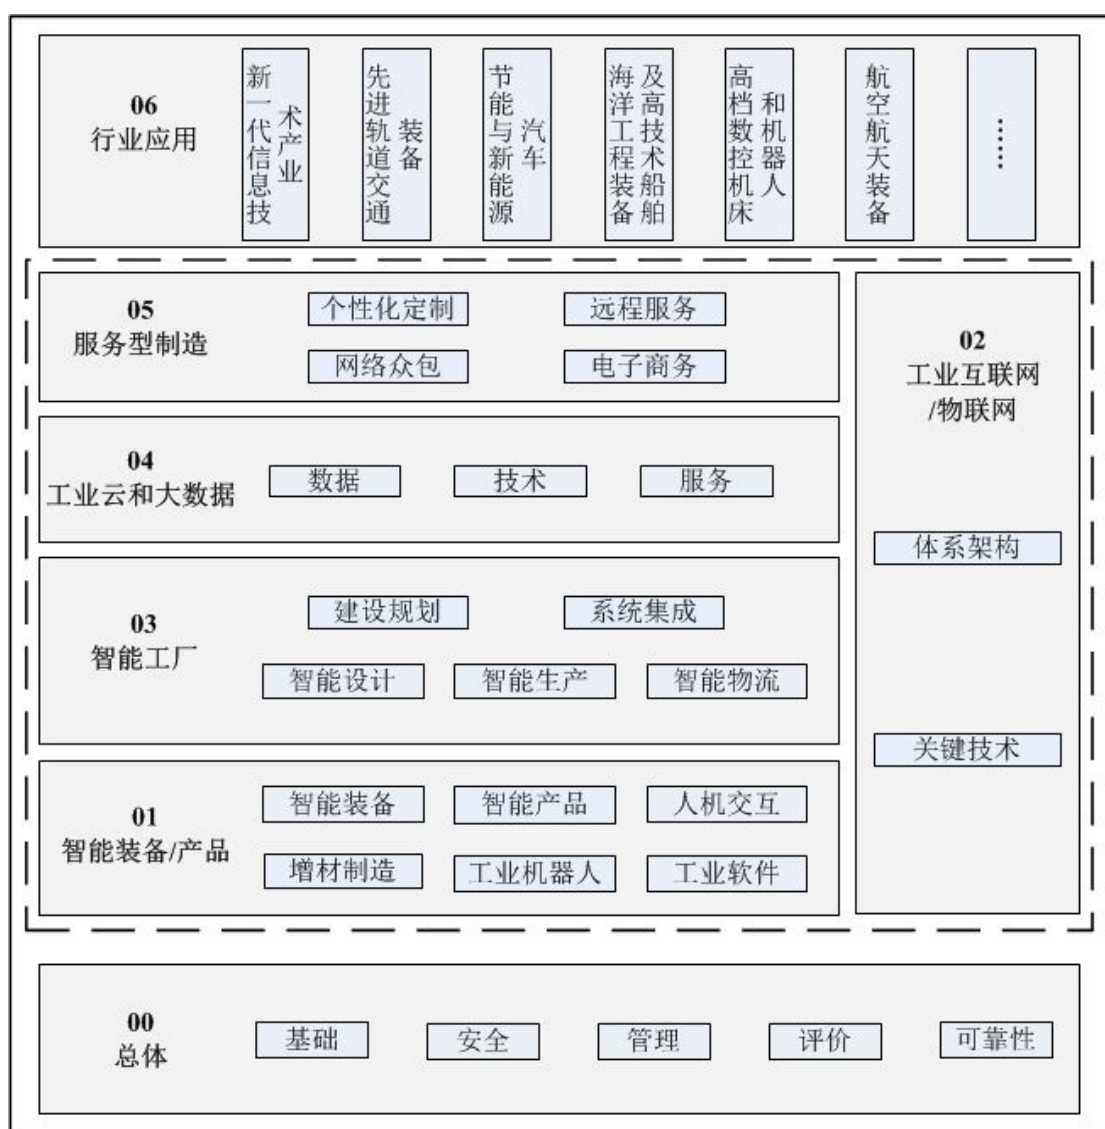 06
行业应用
新一代信息技
术产业
先进轨道交通
装备
节能与新能源
汽车
海洋工程装备
及高技术船舶
高档数控机床
和机器人
航空航天装备
……
05
服务型制造
个性化定制
远程服务
网络众包
电子商务
02
工业互联网
/物联网
体系架构
关键技术
04
工业云和大数据
数据
技术
服务
03
智能工厂
建设规划
系统集成
智能设计
智能生产
智能物流
01
智能装备/产品
智能装备
智能产品
人机交互
增材制造
工业机器人
工业软件
00
总体
基础
安全
管理
评价
可靠性